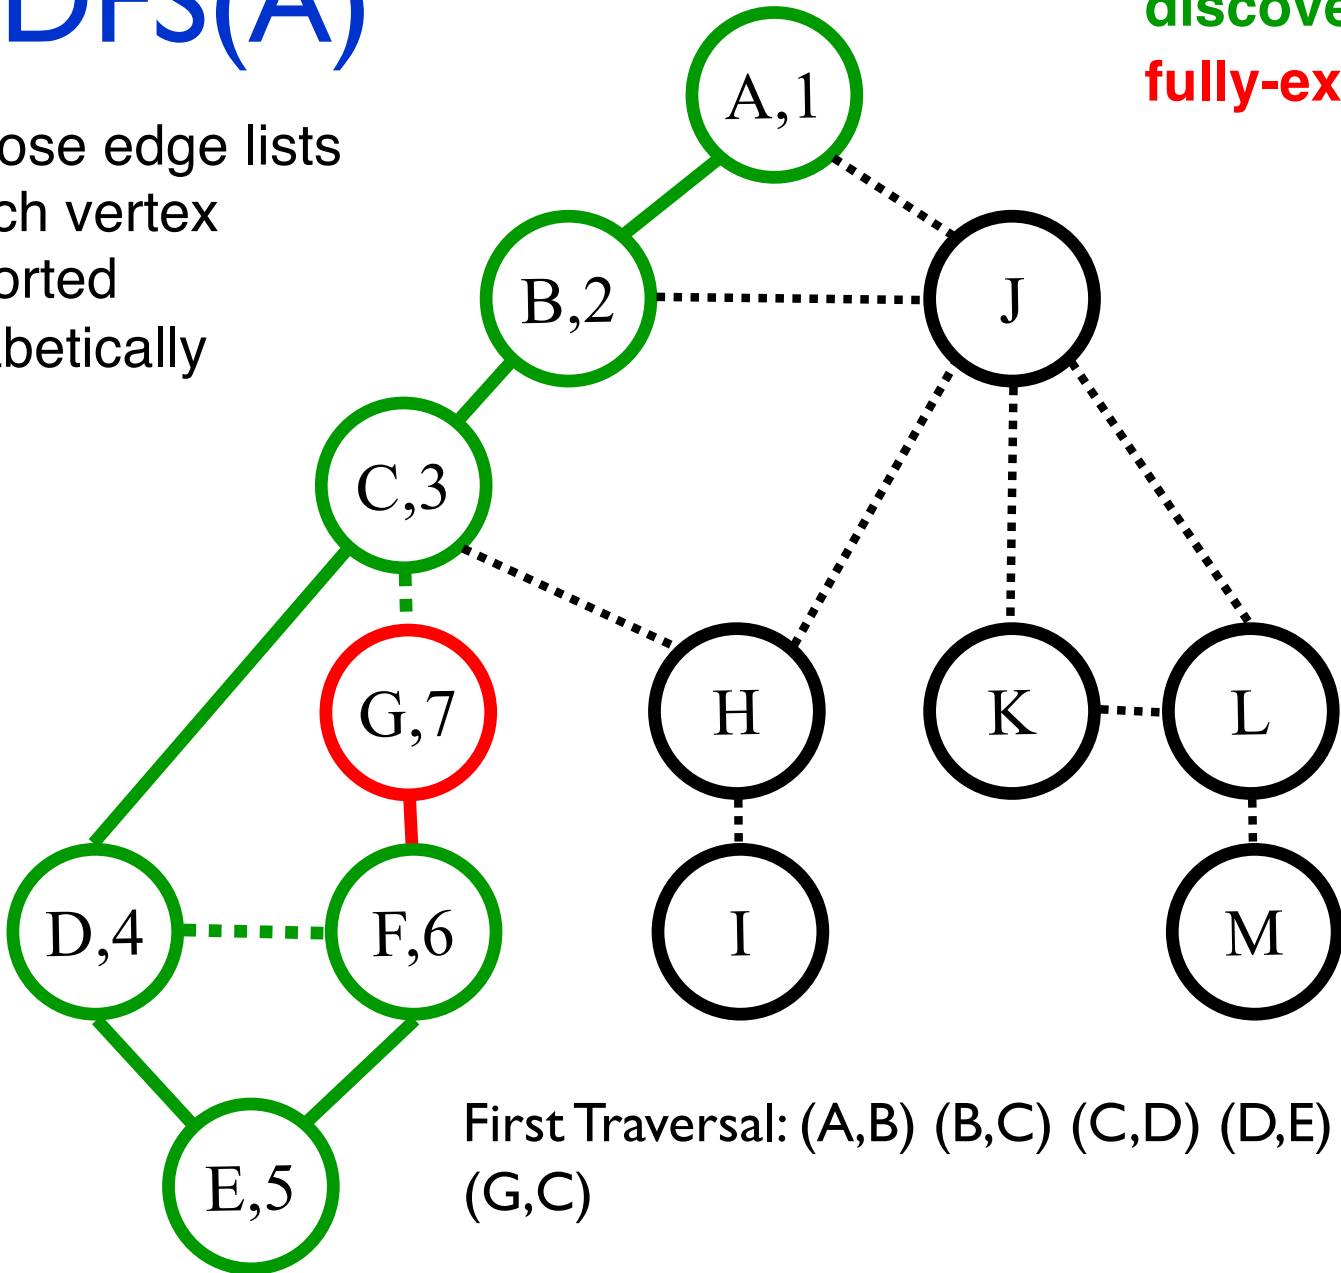 DFS(A)
discove
fully-ex
ose edge lists
ch vertex
orted
abetically
A,1
B,2
J
C,3
G,7
H
K
L
D,4
F,6
I
M
E,5
First Traversal: (A,B) (B,C) (C,D) (D,E)
(G,C)